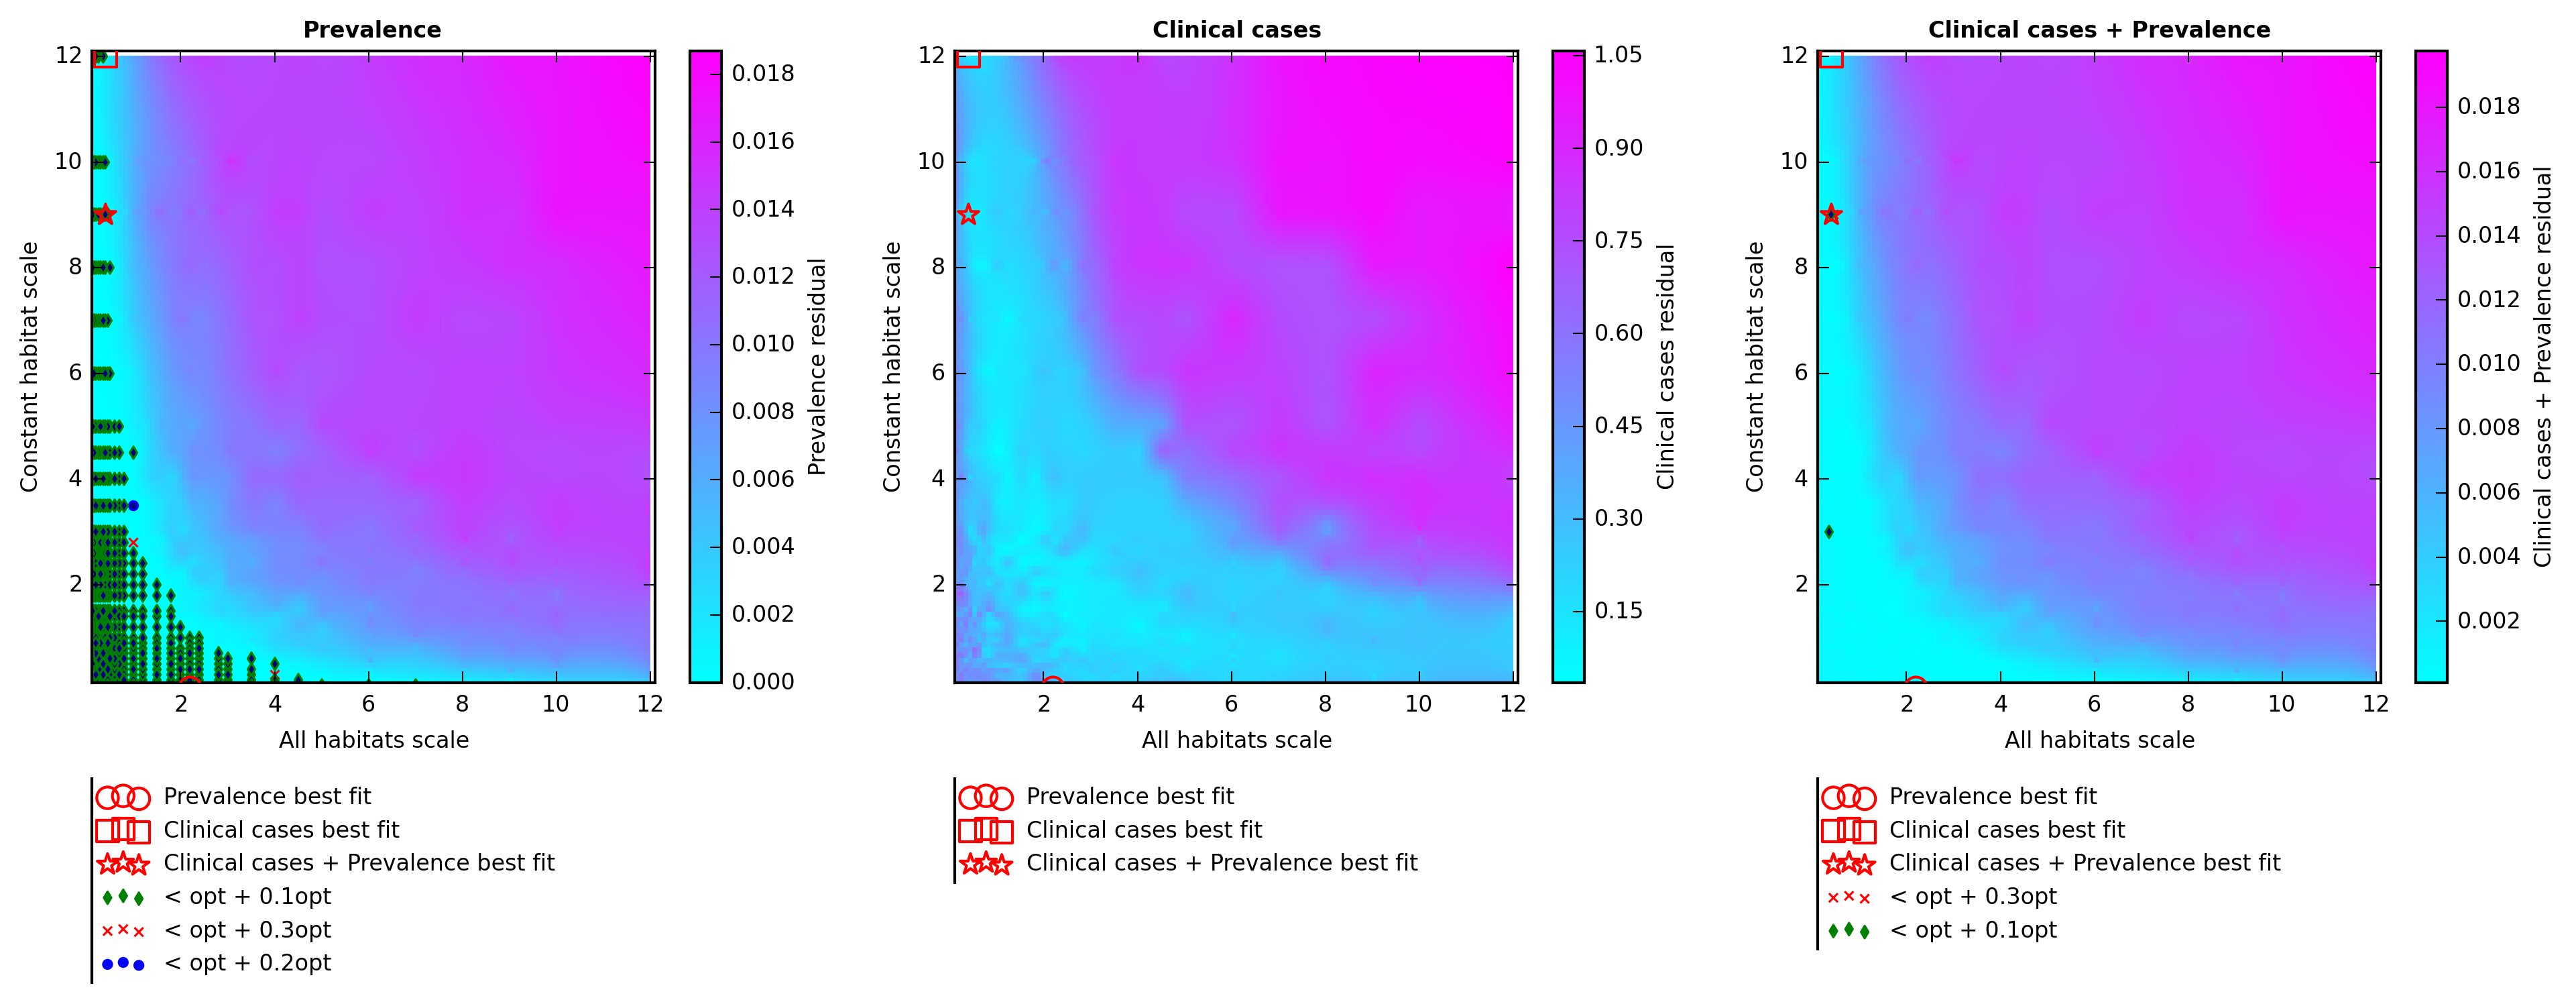 Prevalence
12
10
8
6
4
2
Constant habitat scale
2 4 6 8 10 12
All habitats scale
0.018
0.016
0.014
0.012
0.010
0.008
0.006
0.004
0.002
0.000
Prevalence residual
Prevalence best fit
Clinical cases best fit
Clinical cases + Prevalence best fit
< opt + 0.1opt
< opt + 0.3opt
< opt + 0.2opt
Clinical cases
12
10
8
6
4
2
Constant habitat scale
2 4 6 8 10 12
All habitats scale
1.05
0.90
0.75
0.60
0.45
0.30
0.15
Clinical cases residual
Prevalence best fit
Clinical cases best fit
Clinical cases + Prevalence best fit
Clinical cases + Prevalence
12
10
8
6
4
2
Constant habitat scale
2 4 6 8 10 12
All habitats scale
0.018
0.016
0.014
0.012
0.010
0.008
0.006
0.004
0.002
Clinical cases + Prevalence residual
Prevalence best fit
Clinical cases best fit
Clinical cases + Prevalence best fit
< opt + 0.3opt
< opt + 0.1opt